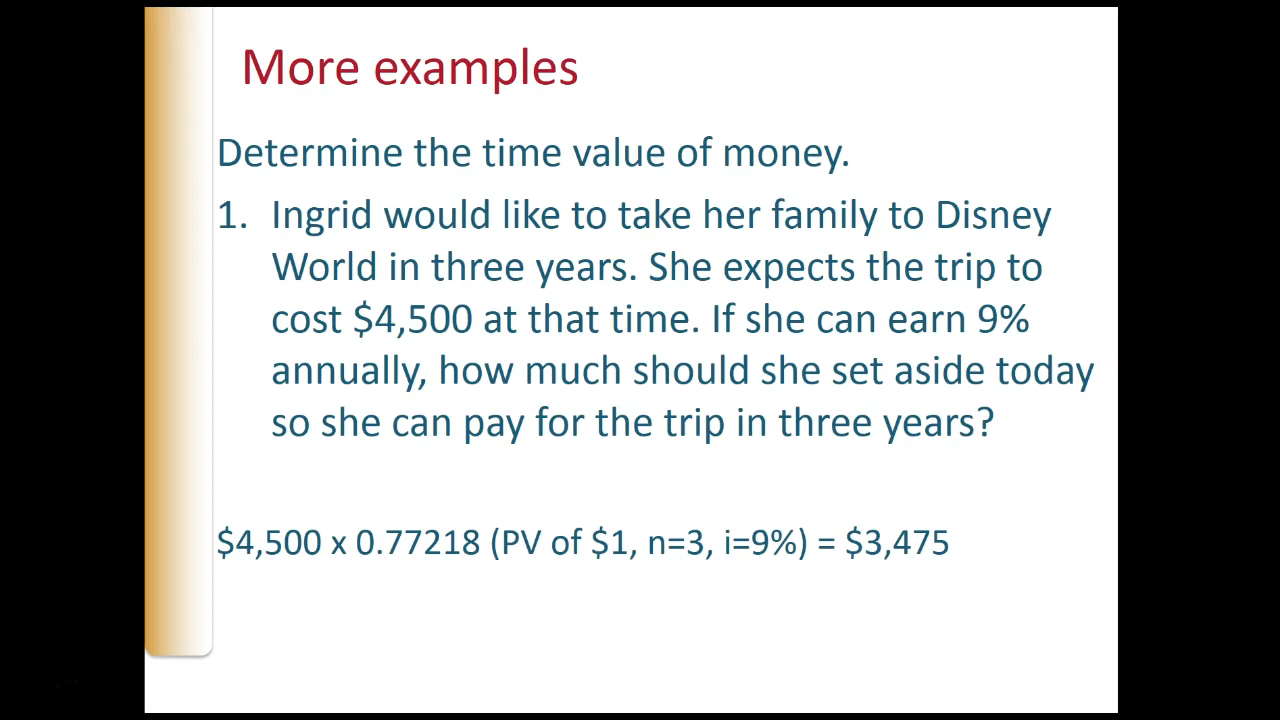 More examples
Determine the time value of money.
1. Ingrid would like to take her family to Disney
World in three years. She expects the trip to
cost $4,500 at that time. If she can earn 9%
annually, how much should she set aside today
so she can pay for the trip in three years?
$4,500 x 0.77218 (PV of $1, n=3, i=9%) = $3,475